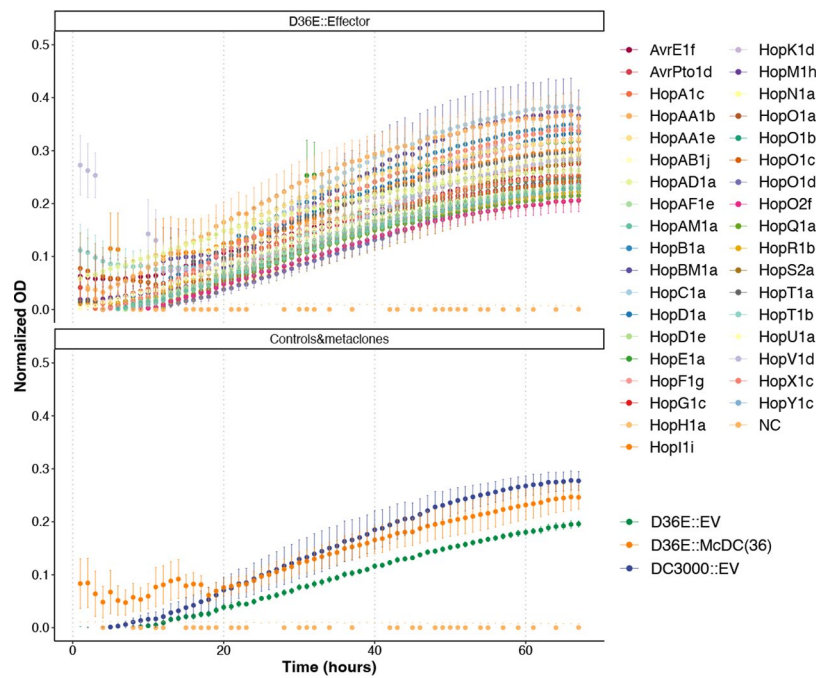 D36E::Effector
0.5
0.4
0.3
0.2
0.1
0.0
Controls&metaclones
0.5
0.4
0.3
0.2
0.1
0.0
0
20
40
60
Time (hours)
Normalized OD
AvrE1f
AvrPto1d
HopA1c
HopAA1b
HopAA1e
HopAB1j
HopAD1a
HopAF1e
HopAM1a
HopB1a
HopBM1a
HopC1a
HopD1a
HopD1e
HopE1a
HopF1g
HopG1c
HopH1a
HopI1i
HopK1d
HopM1h
HopN1a
HopO1a
HopO1b
HopO1c
HopO1d
HopO2f
HopQ1a
HopR1b
HopS2a
HopT1a
HopT1b
HopU1a
HopV1d
HopX1c
HopY1c
NC
D36E::EV
D36E::McDC(36)
DC3000::EV